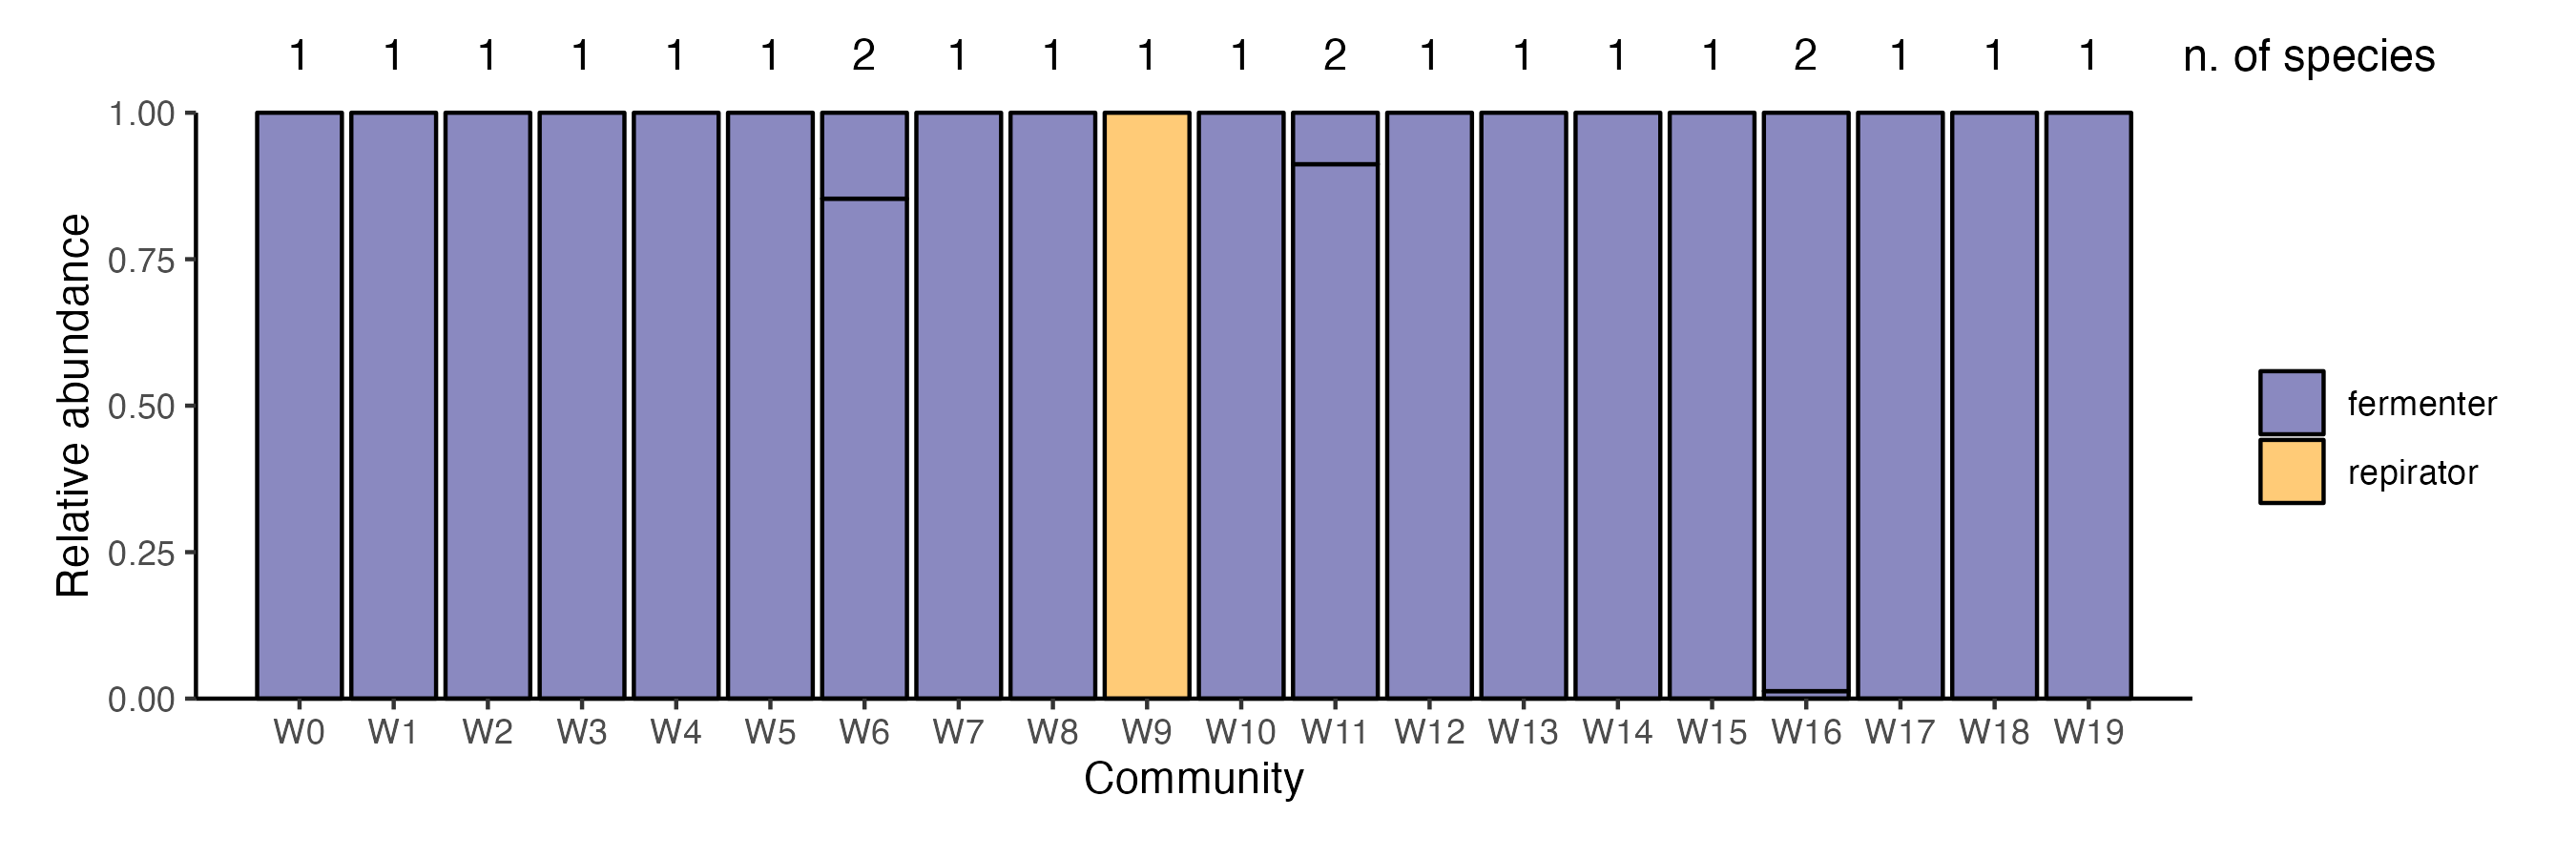 1 1 1 1 1 1 2 1 1 1 1 2 1 1 1 1 2 1 1 1 n. of species
1.00
0.75
0.50
0.25
0.00
Relative abundance
fermenter
repirator
W0 W1 W2 W3 W4 W5 W6 W7 W8 W9 W10 W11 W12 W13 W14 W15 W16 W17 W18 W19
Community